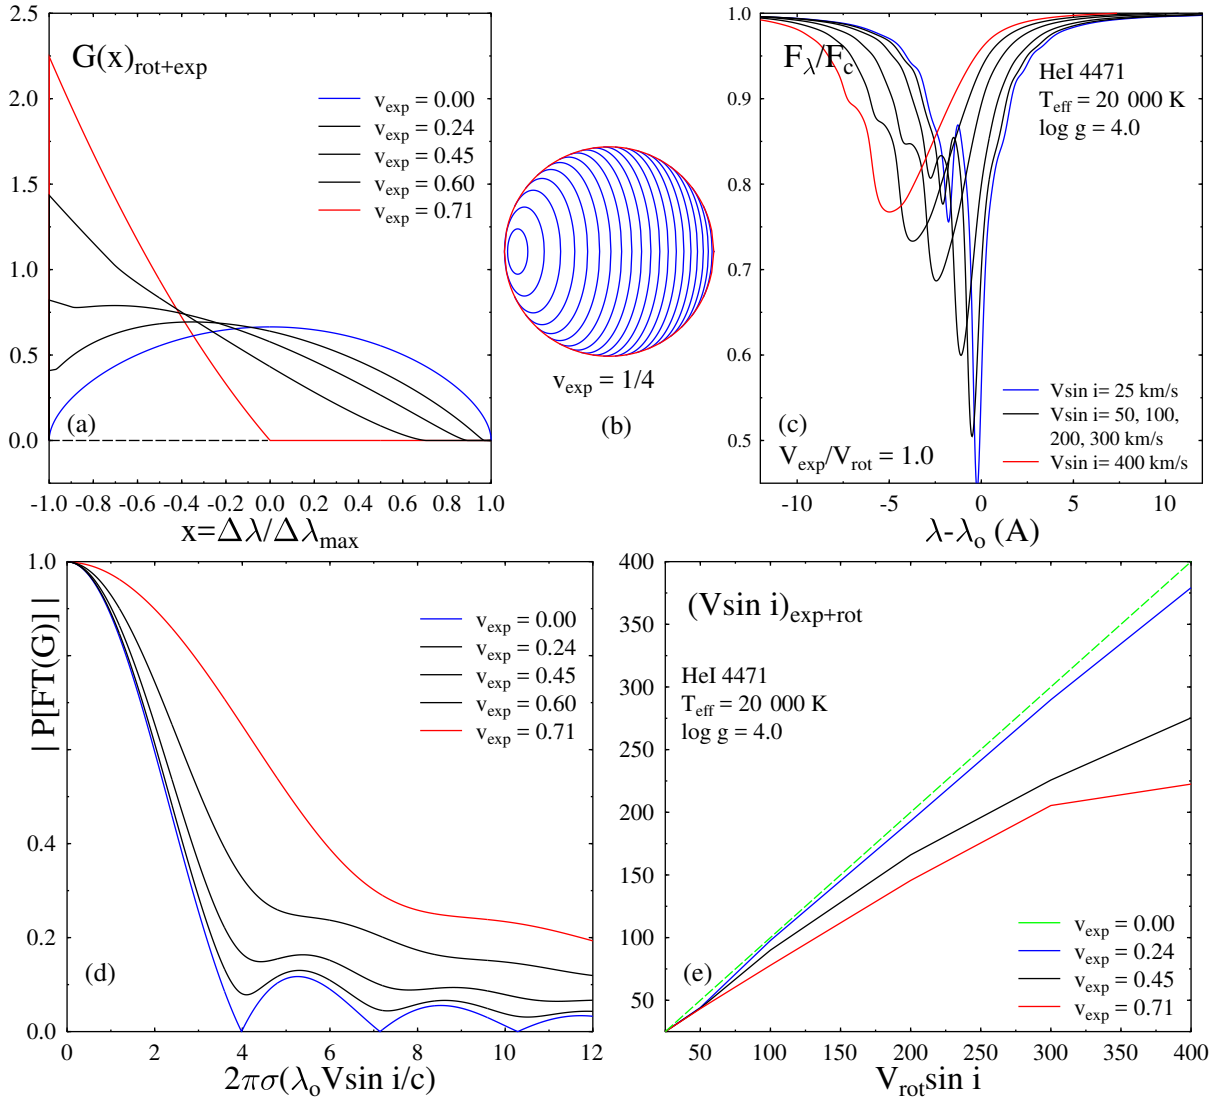 2.5
2.0
1.5
1.0
0.5
0.0
G(x)rot+exp
vexp = 0.00
vexp = 0.24
vexp = 0.45
vexp = 0.60
vexp = 0.71
(a)
-1.0 -0.8 -0.6 -0.4 -0.2 0.0 0.2 0.4 0.6 0.8 1.0
x=Δλ/Δλmax
vexp = 1/4
(b)
1.0
0.9
0.8
0.7
0.6
0.5
Fλ/Fc
HeI 4471
Teff = 20 000 K
log g = 4.0
(c)
Vexp/Vrot = 1.0
Vsin i= 25 km/s
Vsin i= 50, 100,
200, 300 km/s
Vsin i= 400 km/s
-10 -5 0 5 10
λ-λo (A)
|P[FT(G)]|
1.0
0.4
0.2
0.0
vexp = 0.00
vexp = 0.24
vexp = 0.45
vexp = 0.60
vexp = 0.71
(d)
0 2 4 6 8 10 12
2πσ(λoVsin i/c)
400
350
300
250
200
150
100
50
(Vsin i)exp+rot
HeI 4471
Teff = 20 000 K
log g = 4.0
(e)
vexp = 0.00
vexp = 0.24
vexp = 0.45
vexp = 0.71
50 100 150 200 250 300 350 400
Vrotsin i